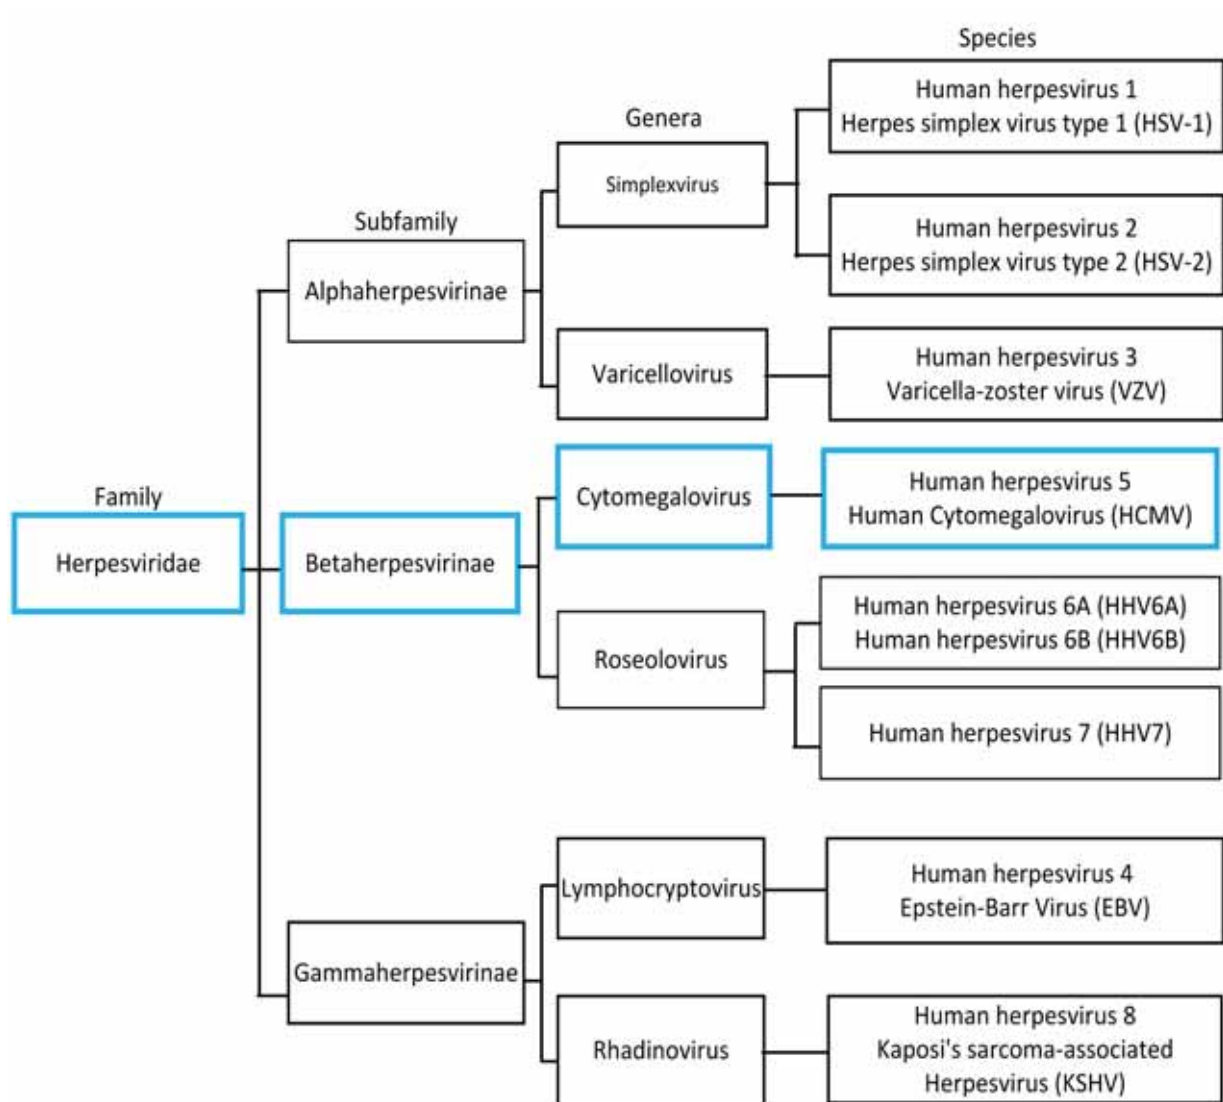 Species
Human herpesvirus 1
Herpes simplex virus type 1 (HSV-1)
Genera
Simplexvirus
Human herpesvirus 2
Herpes simplex virus type 2 (HSV-2)
Subfamily
Alphaherpesvirinae
Varicellovirus
Human herpesvirus 3
Varicella-zoster virus (VZV)
Family
Herpesviridae
Betaherpesvirinae
Cytomegalovirus
Human herpesvirus 5
Human Cytomegalovirus (HCMV)
Roseolovirus
Human herpesvirus 6A (HHV6A)
Human herpesvirus 6B (HHV6B)
Human herpesvirus 7 (HHV7)
Gammaherpesvirinae
Lymphocryptovirus
Human herpesvirus 4
Epstein-Barr Virus (EBV)
Rhadinovirus
Human herpesvirus 8
Kaposi's sarcoma-associated
Herpesvirus (KSHV)